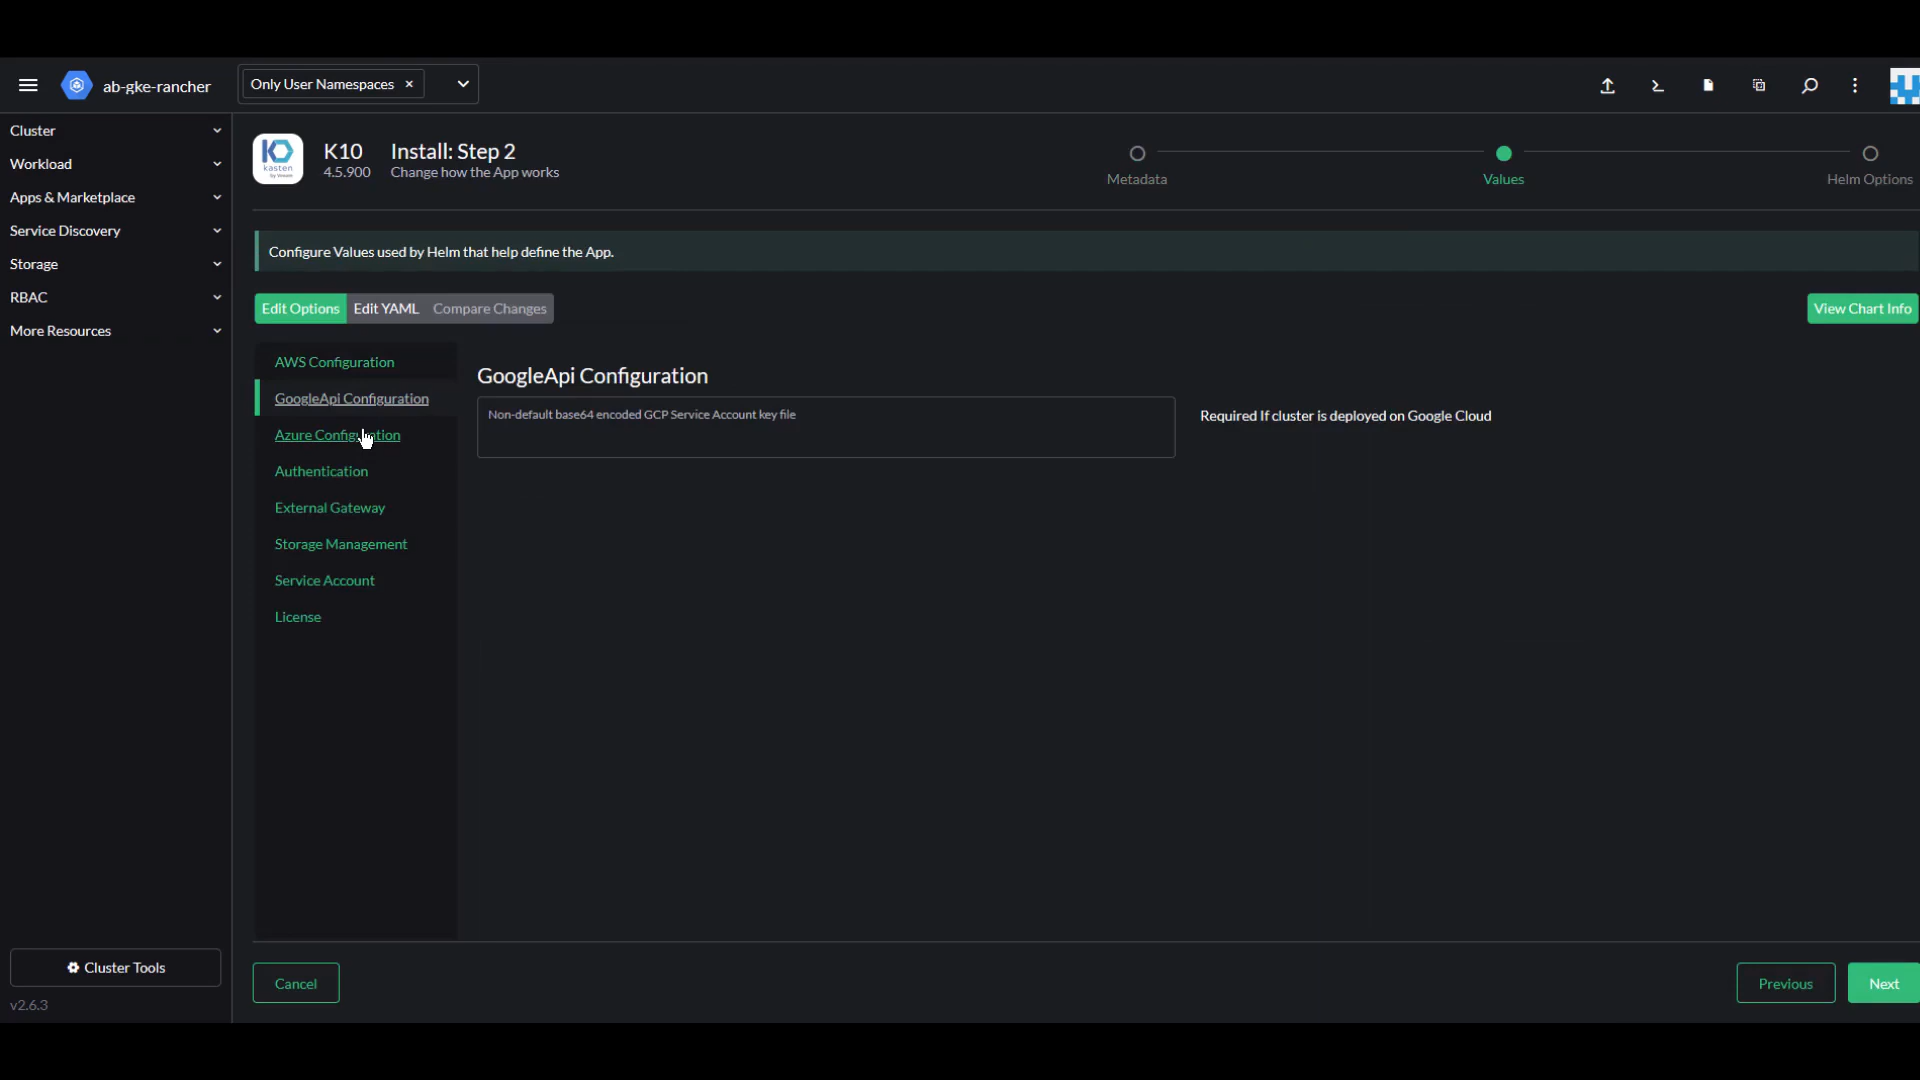 ab-gke-rancher
Only User Namespaces
Cluster
Workload
Apps & Marketplace
Service Discovery
Storage
RBAC
More Resources
Cluster Tools
v2.6.3
kasten
by Veeam
K10
4.5.900
Install: Step 2
Change how the App works
Metadata
Values
Helm Options
Configure Values used by Helm that help define the App.
Edit Options
Edit YAML
Compare Changes
View Chart Info
AWS Configuration
GoogleApi Configuration
Azure Configuration
Authentication
External Gateway
Storage Management
Service Account
License
GoogleApi Configuration
Non-default base64 encoded GCP Service Account key file
Required If cluster is deployed on Google Cloud
Cancel
Previous
Next